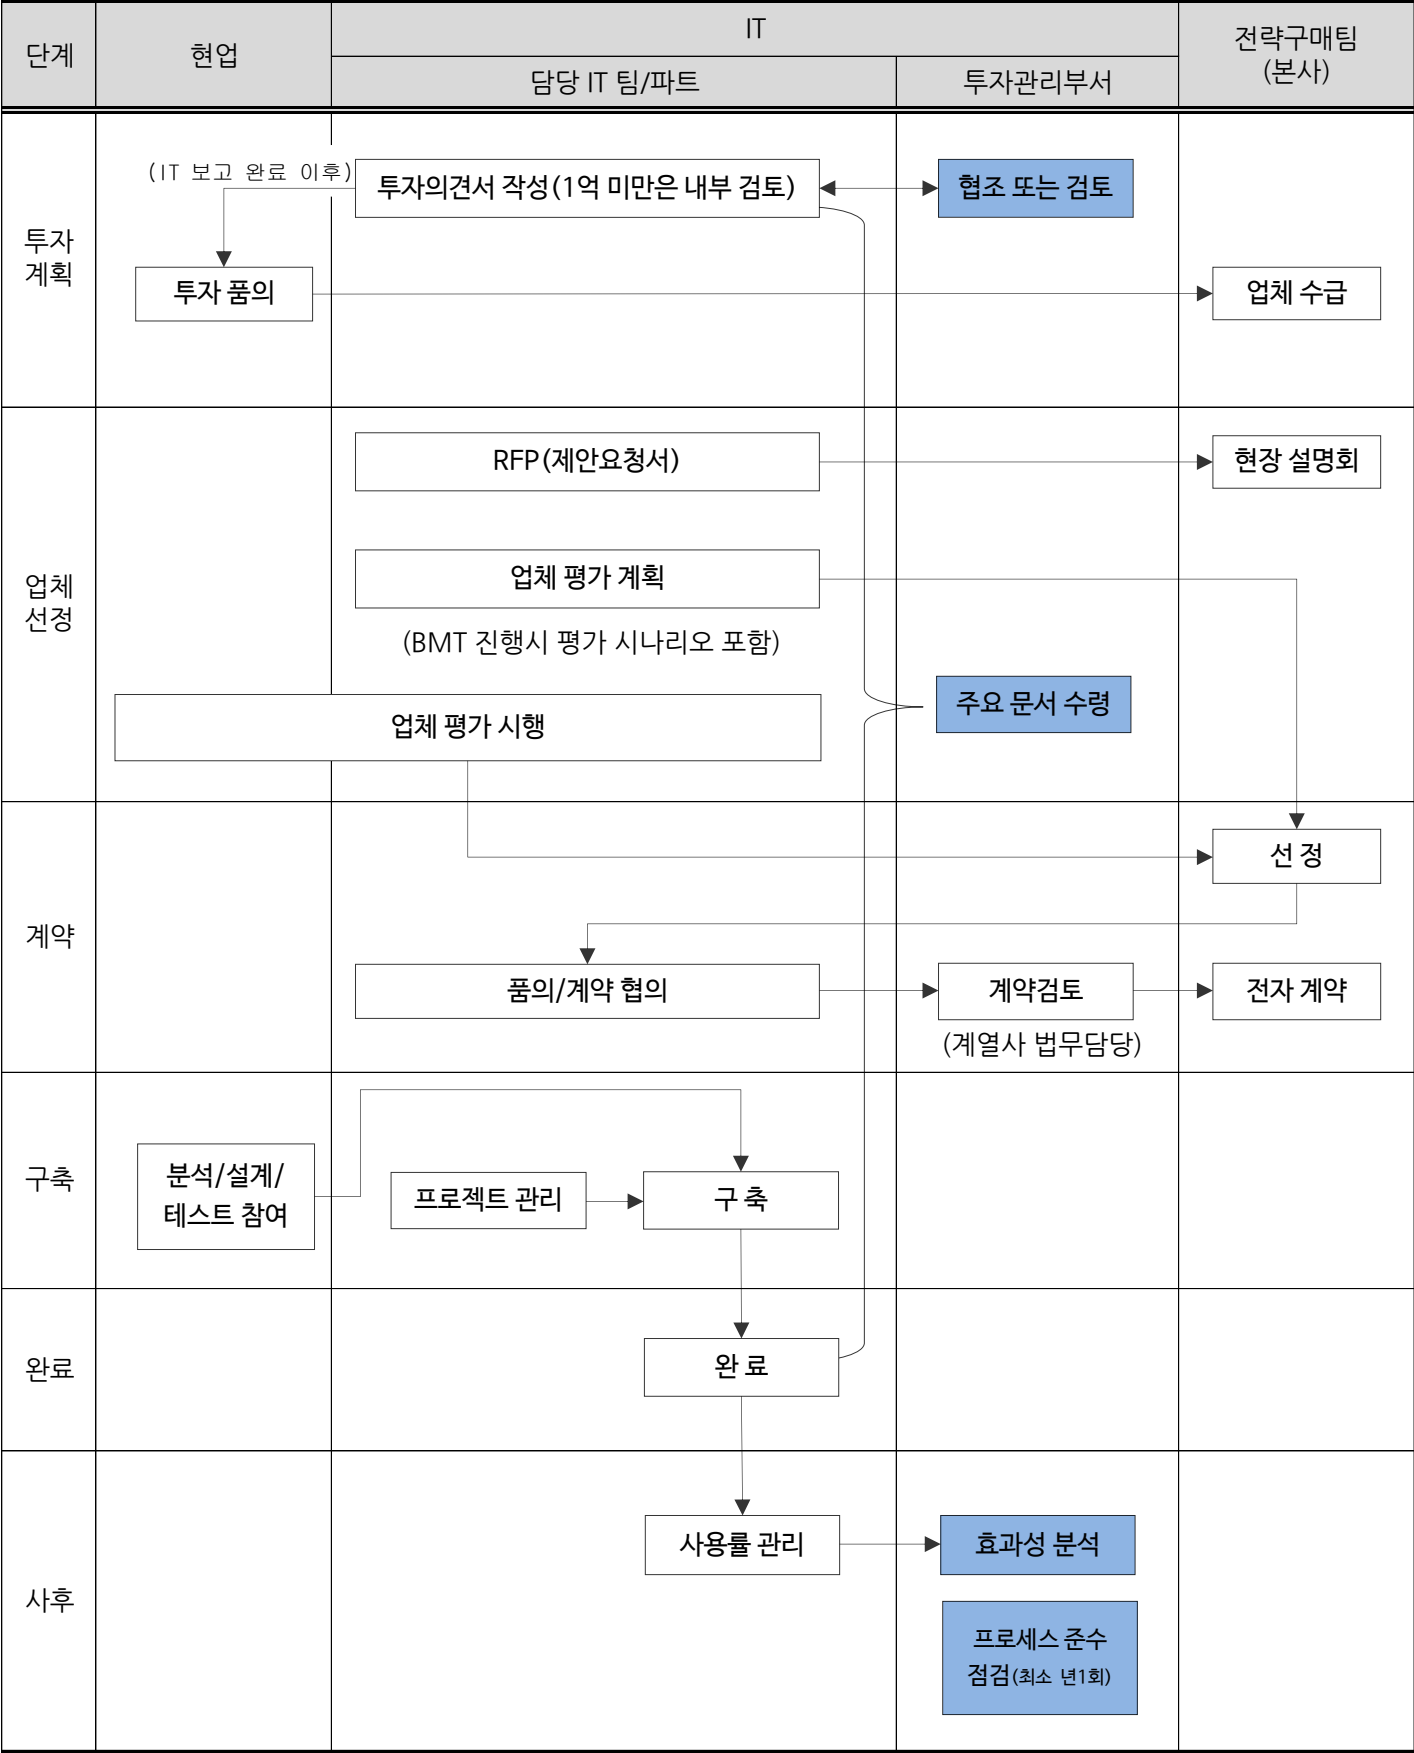 단계
현업
IT
전략구매팀
(본사)
담당 IT 팀/파트
투자관리부서
투자
계획
(IT 보고 완료 이후)
투자의견서 작성(1억 미만은 내부 검토)
협조 또는 검토
투자 품의
업체 수급
업체
선정
RFP(제안요청서)
현장 설명회
업체 평가 계획
(BMT 진행시 평가 시나리오 포함)
주요 문서 수령
업체 평가 시행
계약
선 정
품의/계약 협의
계약검토
전자 계약
(계열사 법무담당)
구축
분석/설계/
테스트 참여
프로젝트 관리
구 축
완료
완 료
사후
사용률 관리
효과성 분석
프로세스 준수
점검(최소 년1회)